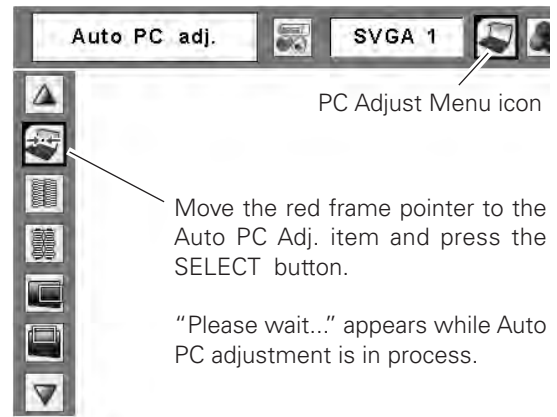 Auto PC adj.
SVGA 1
PC Adjust Menu icon
Move the red frame pointer to the
Auto PC Adj. item and press the
SELECT button.
“Please wait...” appears while Auto
PC adjustment is in process.